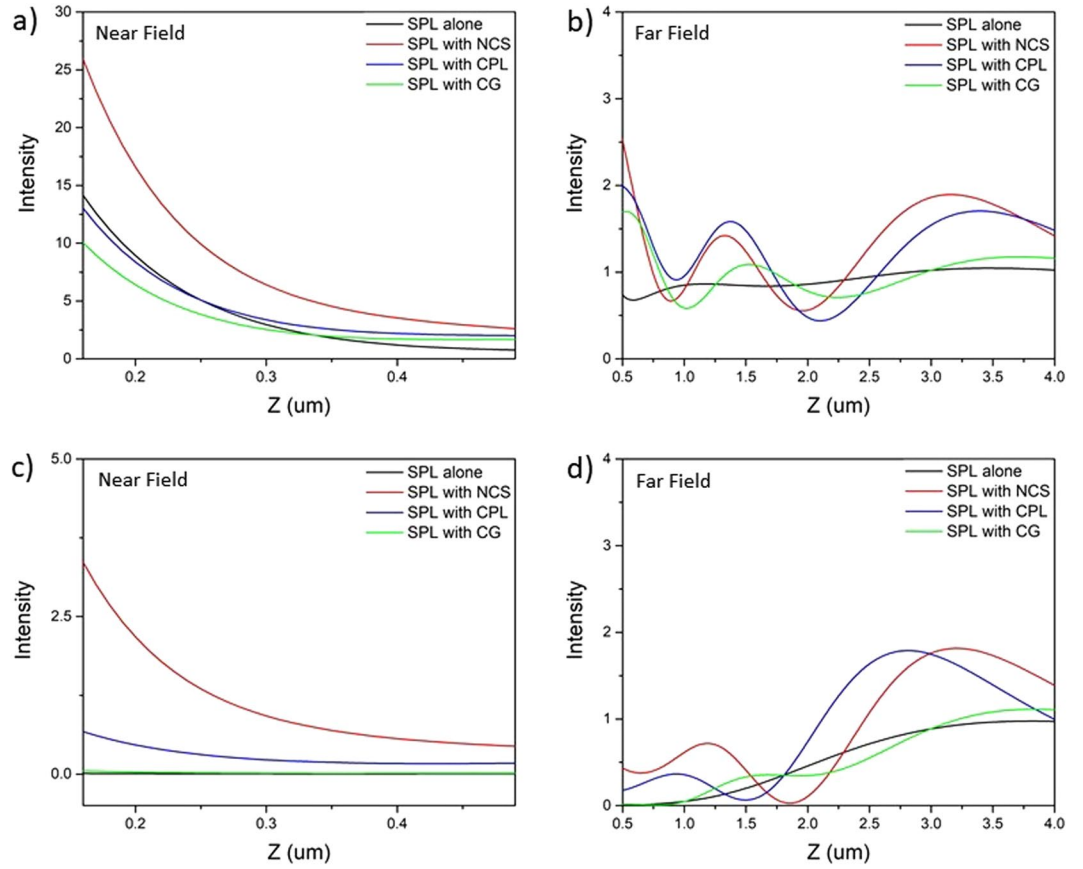 a)
Near Field
SPL alone
SPL with NCS
SPL with CPL
SPL with CG
30
25
20
15
10
5
0
Intensity
0.2 0.3 0.4
Z (um)
b)
Far Field
SPL alone
SPL with NCS
SPL with CPL
SPL with CG
4
3
2
1
0
Intensity
0.5 1.0 1.5 2.0 2.5 3.0 3.5 4.0
Z (um)
c)
Near Field
SPL alone
SPL with NCS
SPL with CPL
SPL with CG
5.0
2.5
0.0
Intensity
0.2 0.3 0.4
Z (um)
d)
Far Field
SPL alone
SPL with NCS
SPL with CPL
SPL with CG
4
3
2
1
0
Intensity
0.5 1.0 1.5 2.0 2.5 3.0 3.5 4.0
Z (um)